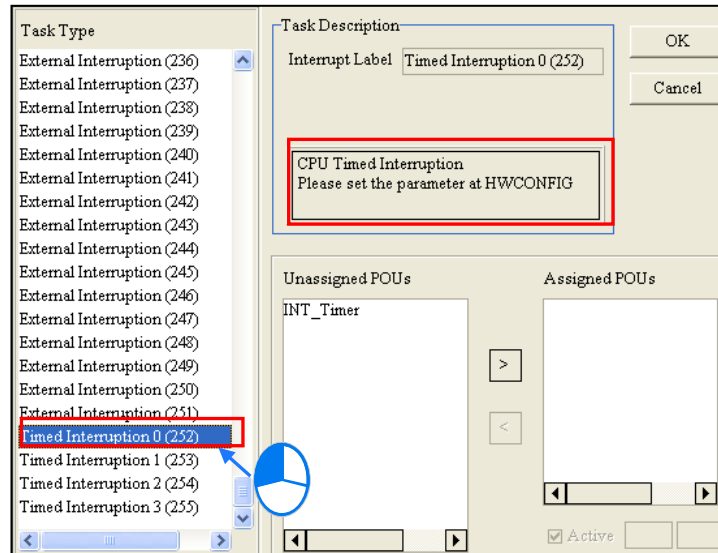 Task Type
External Interruption (236)
External Interruption (237)
External Interruption (238)
External Interruption (239)
External Interruption (240)
External Interruption (241)
External Interruption (242)
External Interruption (243)
External Interruption (244)
External Interruption (245)
External Interruption (246)
External Interruption (247)
External Interruption (248)
External Interruption (249)
External Interruption (250)
External Interruption (251)
Timed Interruption 0 (252)
Timed Interruption 1 (253)
Timed Interruption 2 (254)
Timed Interruption 3 (255)
Task Description
Interrupt Label Timed Interruption 0 (252)
CPU Timed Interruption
Please set the parameter at HWCONFIG
OK
Cancel
Unassigned POUs
INT_Timer
>
<
Assigned POUs
Active